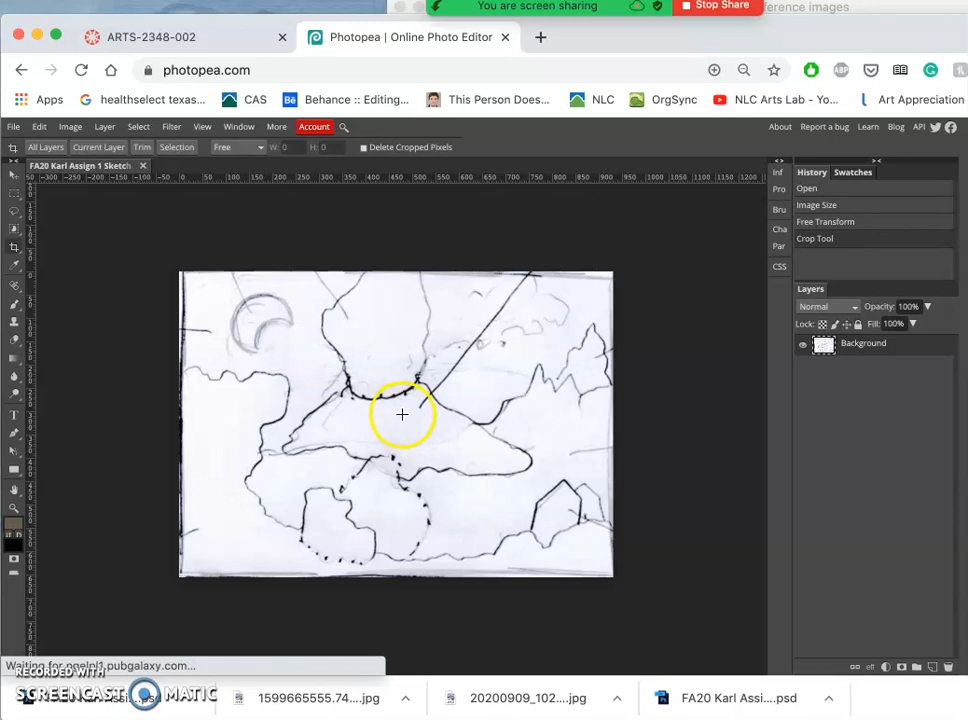 You are screen sharing
Stop Share
ference images
ARTS-2348-002
Photopea | Online Photo Editor
photopea.com
Apps
healthselect texas...
CAS
Behance :: Editing...
This Person Does...
NLC
OrgSync
NLC Arts Lab - Yo...
Art Appreciation
File Edit Image Layer Select Filter View Window More Account
About Report a bug Learn Blog API
All Layers Current Layer Trim Selection Free W: 0 H: 0 Delete Cropped Pixels
FA20 Karl Assign 1 Sketch
Inf
Pro
Bru
Cha
Par
CSS
History Swatches
Open
Image Size
Free Transform
Crop Tool
Layers
Normal Opacity: 100%
Lock: Fill: 100%
Background
eff
RECORDED WITH
SCREENCAST MATIC
1599665555.74....jpg
20200909_102....jpg
FA20 Karl Assi....psd